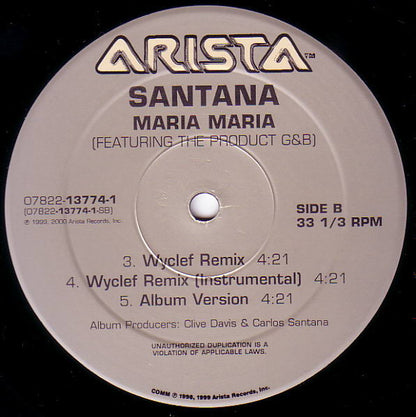 ARISTA™
SANTANA
MARIA MARIA
(FEATURING THE PRODUCT G&B)
07822-13774-1
(07822-13774-1-SB)
℗ 1999, 2000 Arista Records, Inc.
SIDE B
33 1/3 RPM
3. Wyclef Remix 4:21
4. Wyclef Remix (Instrumental) 4:21
5. Album Version 4:21
Album Producers: Clive Davis & Carlos Santana
UNAUTHORIZED DUPLICATION IS A
VIOLATION OF APPLICABLE LAWS.
COMM ℗ 1998, 1999 Arista Records, Inc.